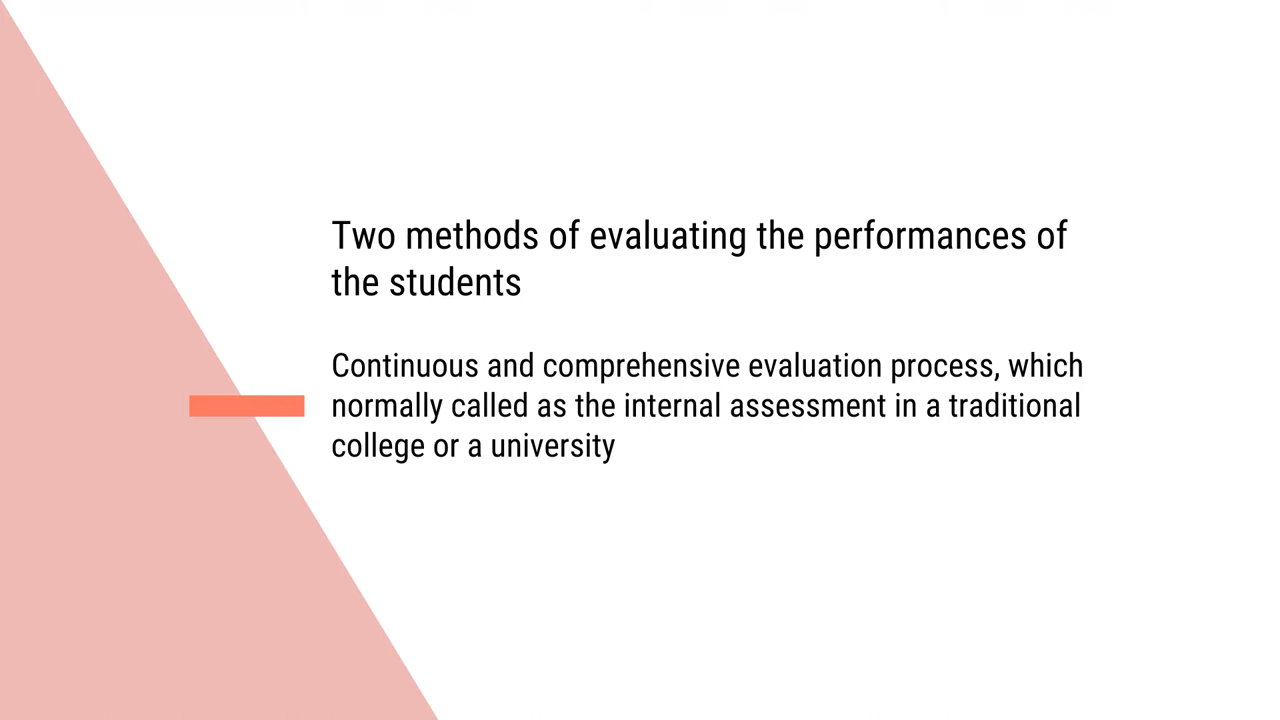 Two methods of evaluating the performances of
the students
Continuous and comprehensive evaluation process, which
normally called as the internal assessment in a traditional
college or a university